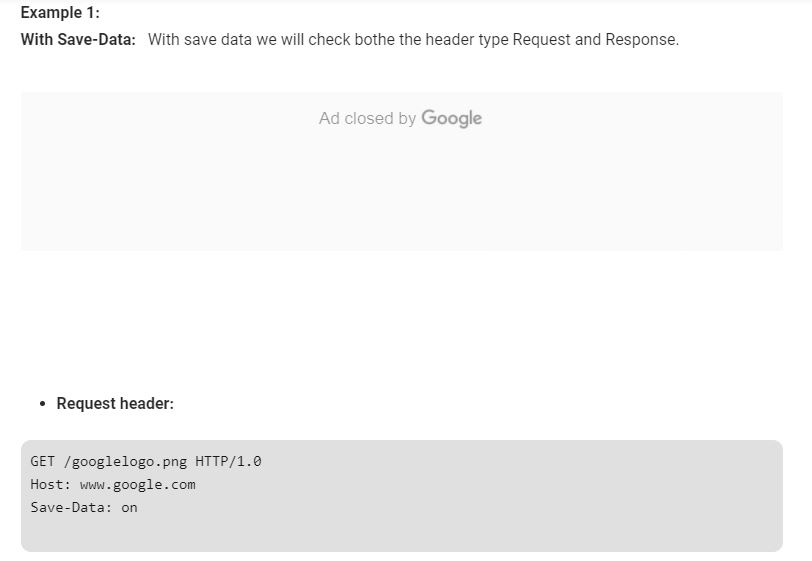 Example 1:
With Save-Data: With save data we will check bothe the header type Request and Response.
Ad closed by Google
• Request header:
GET /googlelogo.png HTTP/1.0
Host: www.google.com
Save-Data: on